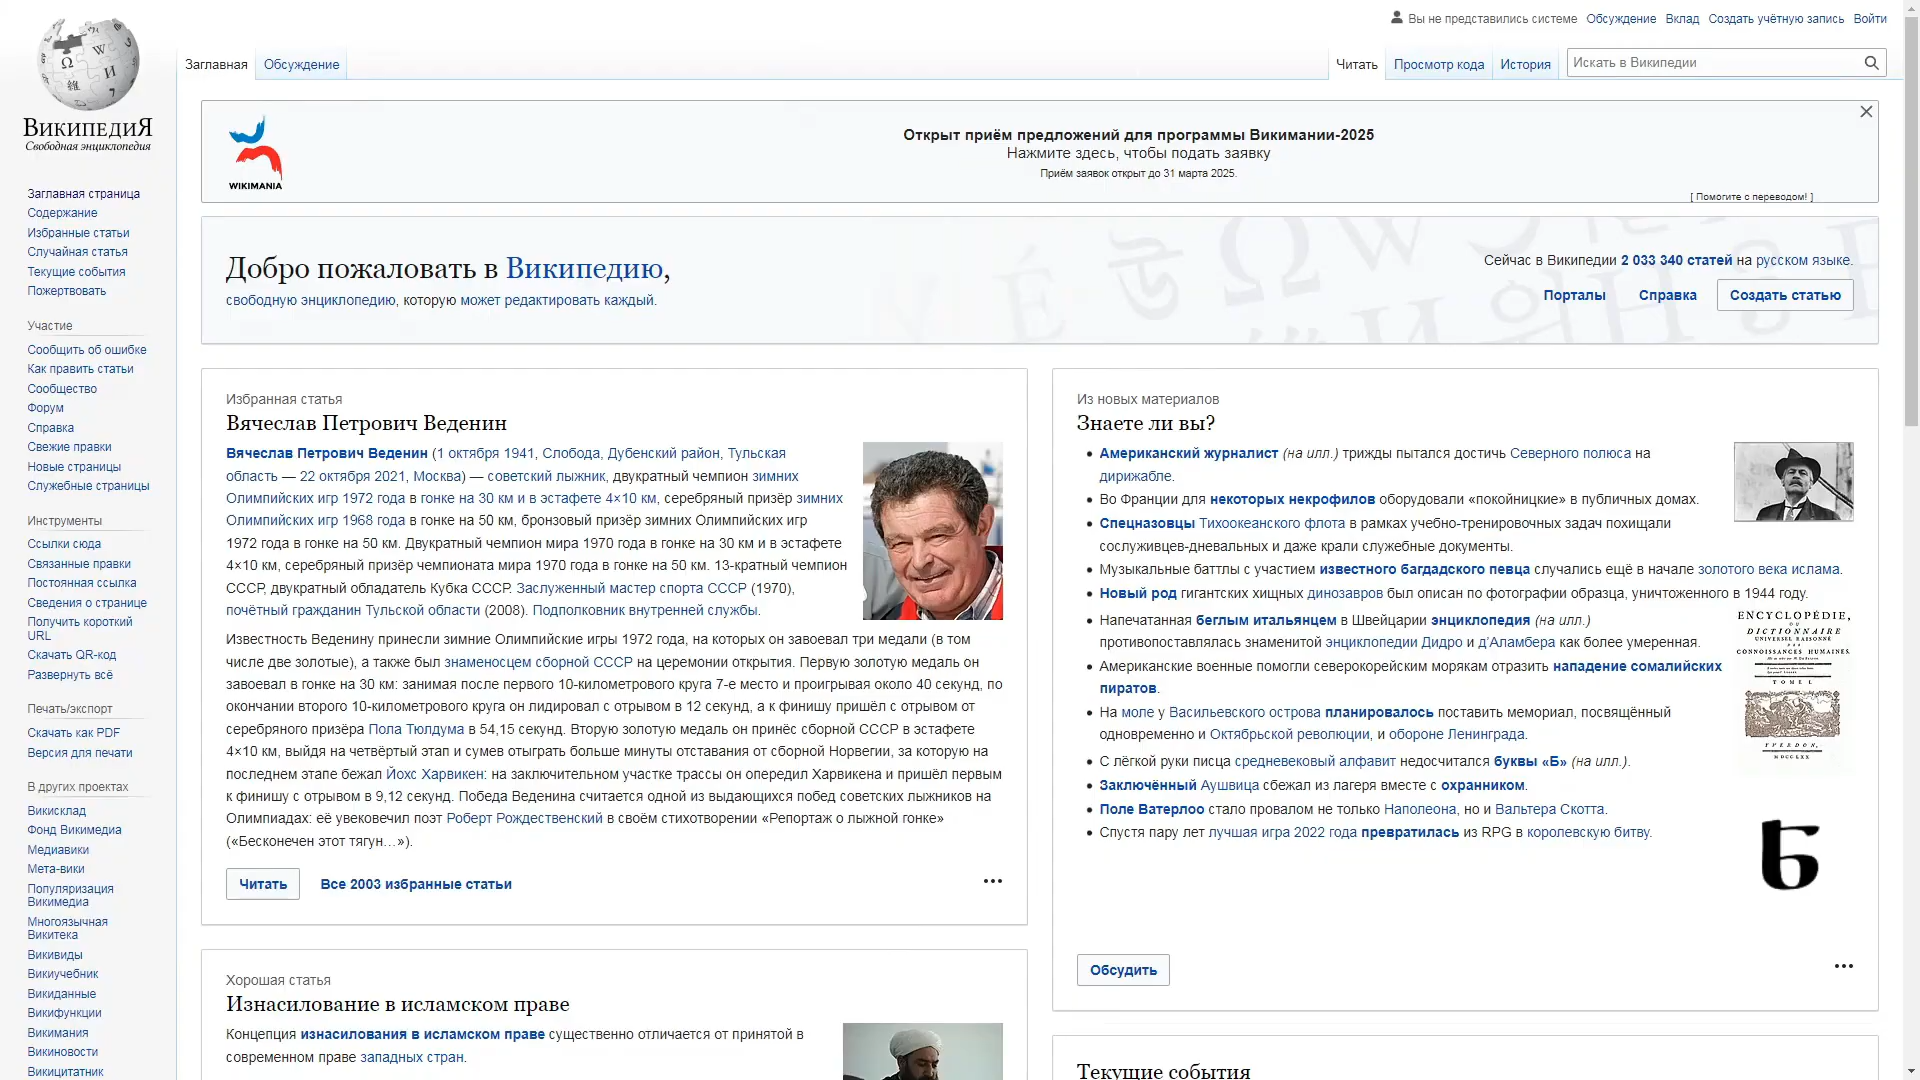 Вы не представились системе Обсуждение Вклад Создать учётную запись Войти
Заглавная Обсуждение Читать Просмотр кода История Искать в Википедии
ВикипедиЯ
Свободная энциклопедия
Заглавная страница
Содержание
Избранные статьи
Случайная статья
Текущие события
Пожертвовать
Участие
Сообщить об ошибке
Как править статьи
Сообщество
Форум
Справка
Свежие правки
Новые страницы
Служебные страницы
Инструменты
Ссылки сюда
Связанные правки
Постоянная ссылка
Сведения о странице
Получить короткий
URL
Скачать QR-код
Развернуть всё
Печать/экспорт
Скачать как PDF
Версия для печати
В других проектах
Викисклад
Фонд Викимедиа
Медиавики
Мета-вики
Популяризация
Викимедиа
Многоязычная
Викитека
Викивиды
Викиучебник
Викиданные
Викифункции
Викимания
Викиновости
Викицитатник
WIKIMANIA
Открыт приём предложений для программы Викимании-2025
Нажмите здесь, чтобы подать заявку
Приём заявок открыт до 31 марта 2025.
[ Помогите с переводом! ]
Добро пожаловать в Википедию,
свободную энциклопедию, которую может редактировать каждый.
Сейчас в Википедии 2 033 340 статей на русском языке.
Порталы Справка Создать статью
Избранная статья
Вячеслав Петрович Веденин
Вячеслав Петрович Веденин (1 октября 1941, Слобода, Дубенский район, Тульская
область — 22 октября 2021, Москва) — советский лыжник, двукратный чемпион зимних
Олимпийских игр 1972 года в гонке на 30 км и в эстафете 4×10 км, серебряный призёр зимних
Олимпийских игр 1968 года в гонке на 50 км, бронзовый призёр зимних Олимпийских игр
1972 года в гонке на 50 км. Двукратный чемпион мира 1970 года в гонке на 30 км и в эстафете
4×10 км, серебряный призёр чемпионата мира 1970 года в гонке на 50 км. 13-кратный чемпион
СССР, двукратный обладатель Кубка СССР. Заслуженный мастер спорта СССР (1970),
почётный гражданин Тульской области (2008). Подполковник внутренней службы.
Известность Веденину принесли зимние Олимпийские игры 1972 года, на которых он завоевал три медали (в том
числе две золотые), а также был знаменосцем сборной СССР на церемонии открытия. Первую золотую медаль он
завоевал в гонке на 30 км: занимая после первого 10-километрового круга 7-е место и проигрывая около 40 секунд, по
окончании второго 10-километрового круга он лидировал с отрывом в 12 секунд, а к финишу пришёл с отрывом от
серебряного призёра Пола Тюлдума в 54,15 секунд. Вторую золотую медаль он принёс сборной СССР в эстафете
4×10 км, выйдя на четвёртый этап и сумев отыграть больше минуты отставания от сборной Норвегии, за которую на
последнем этапе бежал Йохс Харвикен: на заключительном участке трассы он опередил Харвикена и пришёл первым
к финишу с отрывом в 9,12 секунд. Победа Веденина считается одной из выдающихся побед советских лыжников на
Олимпиадах: её увековечил поэт Роберт Рождественский в своём стихотворении «Репортаж о лыжной гонке»
(«Бесконечен этот тягун…»).
Читать Все 2003 избранные статьи
Хорошая статья
Изнасилование в исламском праве
Концепция изнасилования в исламском праве существенно отличается от принятой в
современном праве западных стран.
Из новых материалов
Знаете ли вы?
Американский журналист (на илл.) трижды пытался достичь Северного полюса на
дирижабле.
Во Франции для некоторых некрофилов оборудовали «покойницкие» в публичных домах.
Спецназовцы Тихоокеанского флота в рамках учебно-тренировочных задач похищали
сослуживцев-дневальных и даже крали служебные документы.
Музыкальные баттлы с участием известного багдадского певца случались ещё в начале золотого века ислама.
Новый род гигантских хищных динозавров был описан по фотографии образца, уничтоженного в 1944 году.
Напечатанная беглым итальянцем в Швейцарии энциклопедия (на илл.)
противопоставлялась знаменитой энциклопедии Дидро и д'Аламбера как более умеренная.
Американские военные помогли северокорейским морякам отразить нападение сомалийских
пиратов.
На моле у Васильевского острова планировалось поставить мемориал, посвящённый
одновременно и Октябрьской революции, и обороне Ленинграда.
С лёгкой руки писца средневековый алфавит недосчитался буквы «Б» (на илл.).
Заключённый Аушвица сбежал из лагеря вместе с охранником.
Поле Ватерлоо стало провалом не только Наполеона, но и Вальтера Скотта.
Спустя пару лет лучшая игра 2022 года превратилась из RPG в королевскую битву.
ENCYCLOPÉDIE,
OU
DICTIONNAIRE
UNIVERSEL RAISONNÉ
DES
CONNOISSANCES HUMAINES.
TOME I.
YVERDON,
MDCCLXX
Б
Обсудить
Текущие события